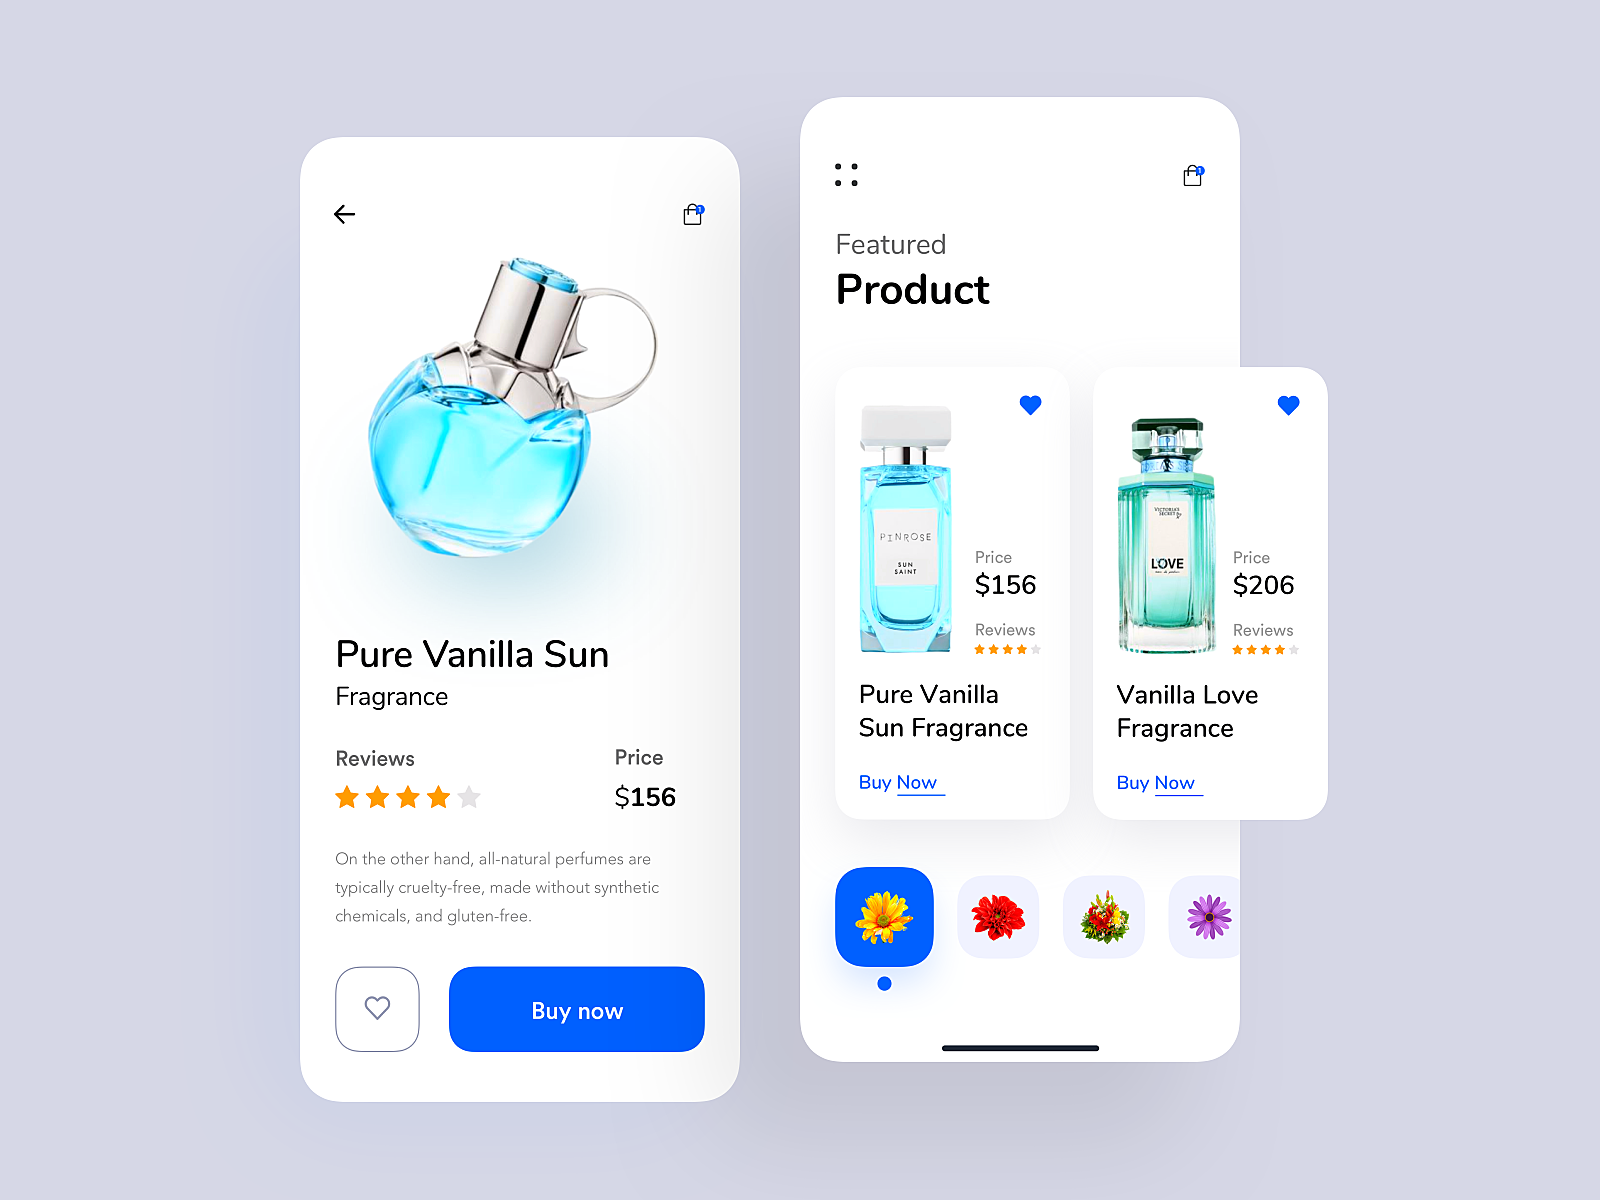 1
Pure Vanilla Sun
Fragrance
Reviews
Price
$156
On the other hand, all-natural perfumes are
typically cruelty-free, made without synthetic
chemicals, and gluten-free.
Buy now
1
Featured
Product
PINROSE
SUN
SAINT
Price
$156
Reviews
Pure Vanilla
Sun Fragrance
Buy Now
VICTORIA'S
SECRET
LOVE
Price
$206
Reviews
Vanilla Love
Fragrance
Buy Now